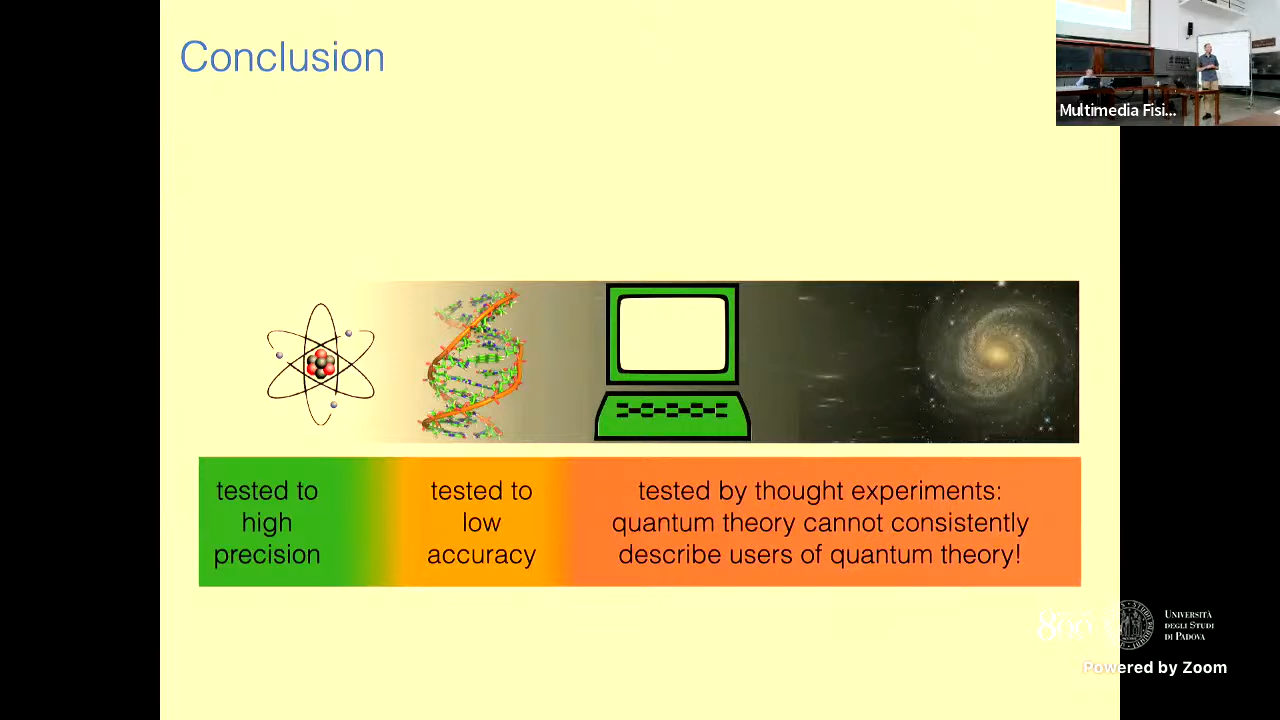 Conclusion
Multimedia Fisi...
tested to
high
precision
tested to
low
accuracy
tested by thought experiments:
quantum theory cannot consistently
describe users of quantum theory!
UNIVERSITÀ
DEGLI STUDI
DI PADOVA
Powered by Zoom